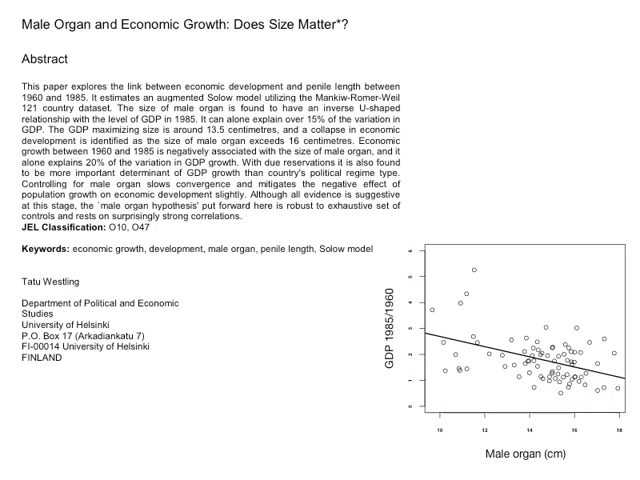 Male Organ and Economic Growth: Does Size Matter*?
Abstract
This paper explores the link between economic development and penile length between
1960 and 1985. It estimates an augmented Solow model utilizing the Mankiw-Romer-Weil
121 country dataset. The size of male organ is found to have an inverse U-shaped
relationship with the level of GDP in 1985. It can alone explain over 15% of the variation in
GDP. The GDP maximizing size is around 13.5 centimetres, and a collapse in economic
development is identified as the size of male organ exceeds 16 centimetres. Economic
growth between 1960 and 1985 is negatively associated with the size of male organ, and it
alone explains 20% of the variation in GDP growth. With due reservations it is also found
to be more important determinant of GDP growth than country's political regime type.
Controlling for male organ slows convergence and mitigates the negative effect of
population growth on economic development slightly. Although all evidence is suggestive
at this stage, the `male organ hypothesis' put forward here is robust to exhaustive set of
controls and rests on surprisingly strong correlations.
JEL Classification: O10, O47
Keywords: economic growth, development, male organ, penile length, Solow model
Tatu Westling
Department of Political and Economic
Studies
University of Helsinki
P.O. Box 17 (Arkadiankatu 7)
FI-00014 University of Helsinki
FINLAND
GDP 1985/1960
6
5
4
3
2
1
0
10 12 14 16 18
Male organ (cm)